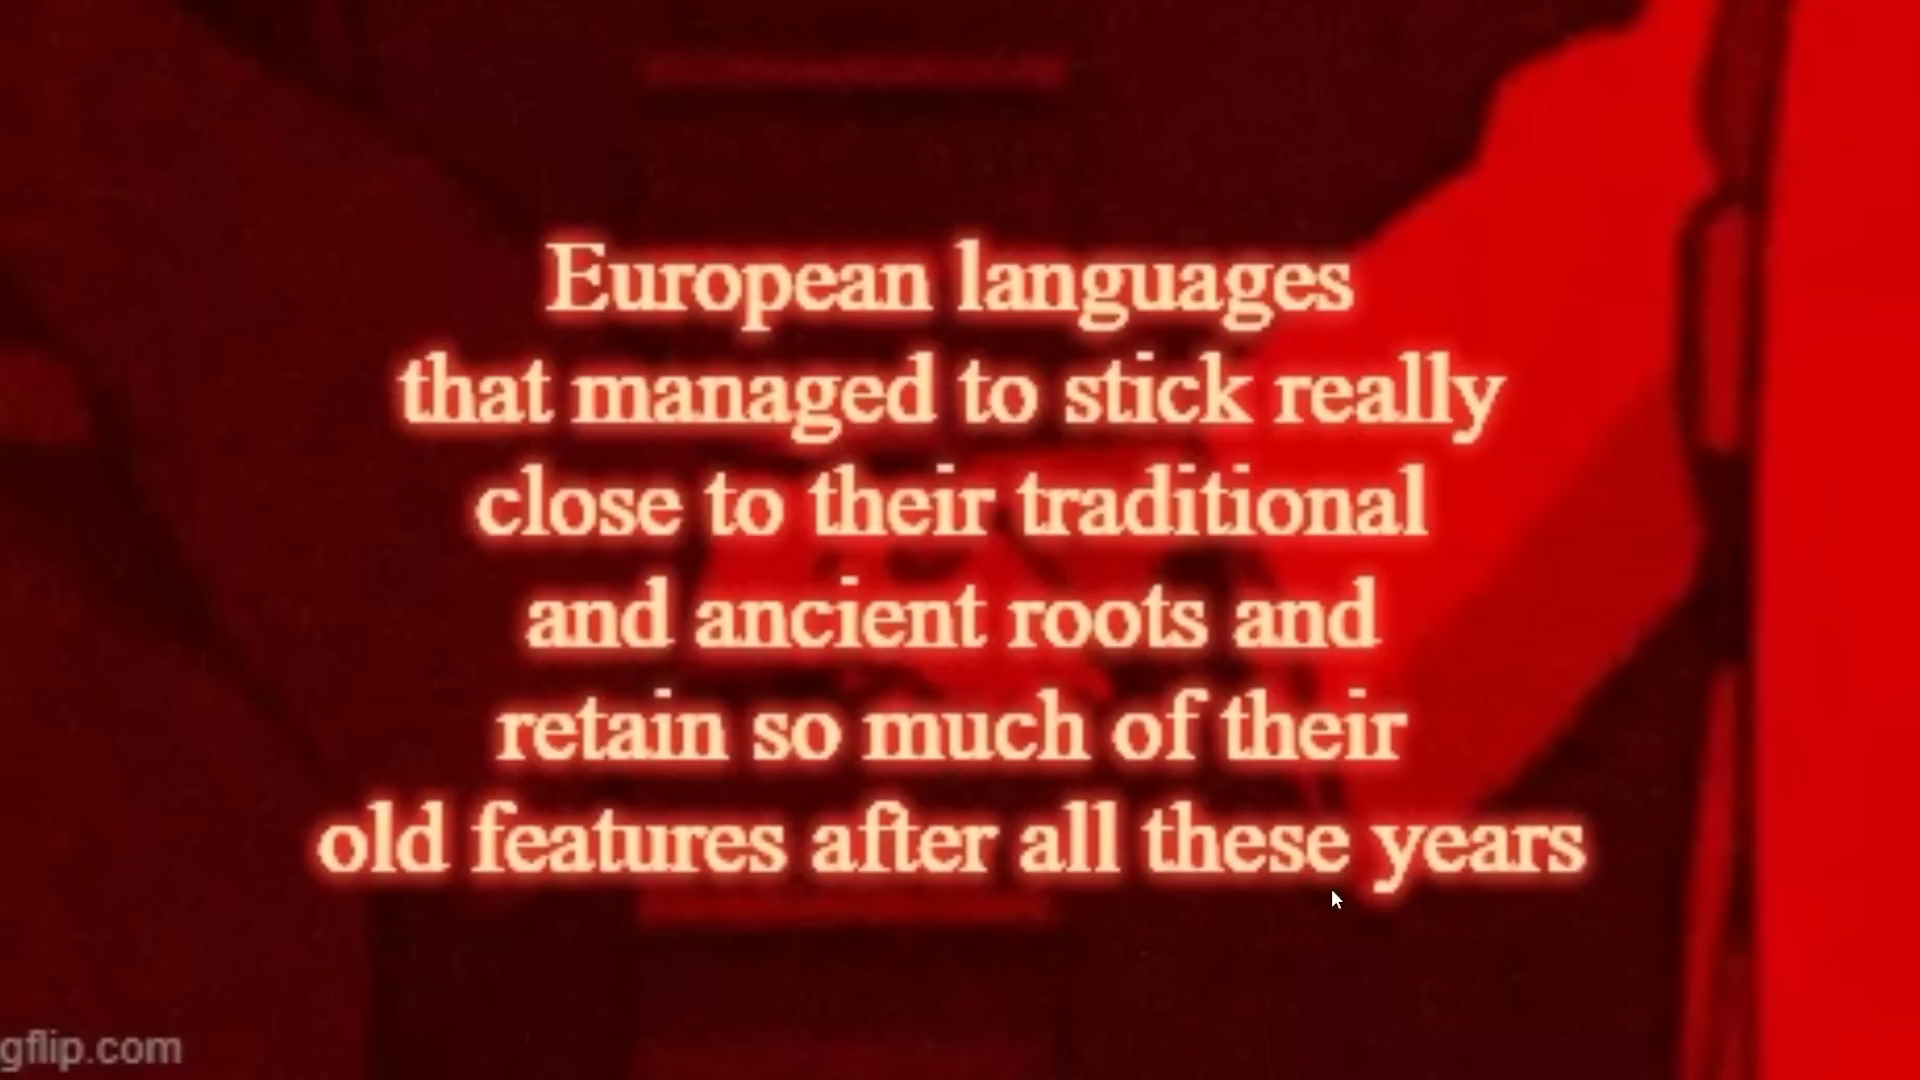 European languages
that managed to stick really
close to their traditional
and ancient roots and
retain so much of their
old features after all these years
gflip.com